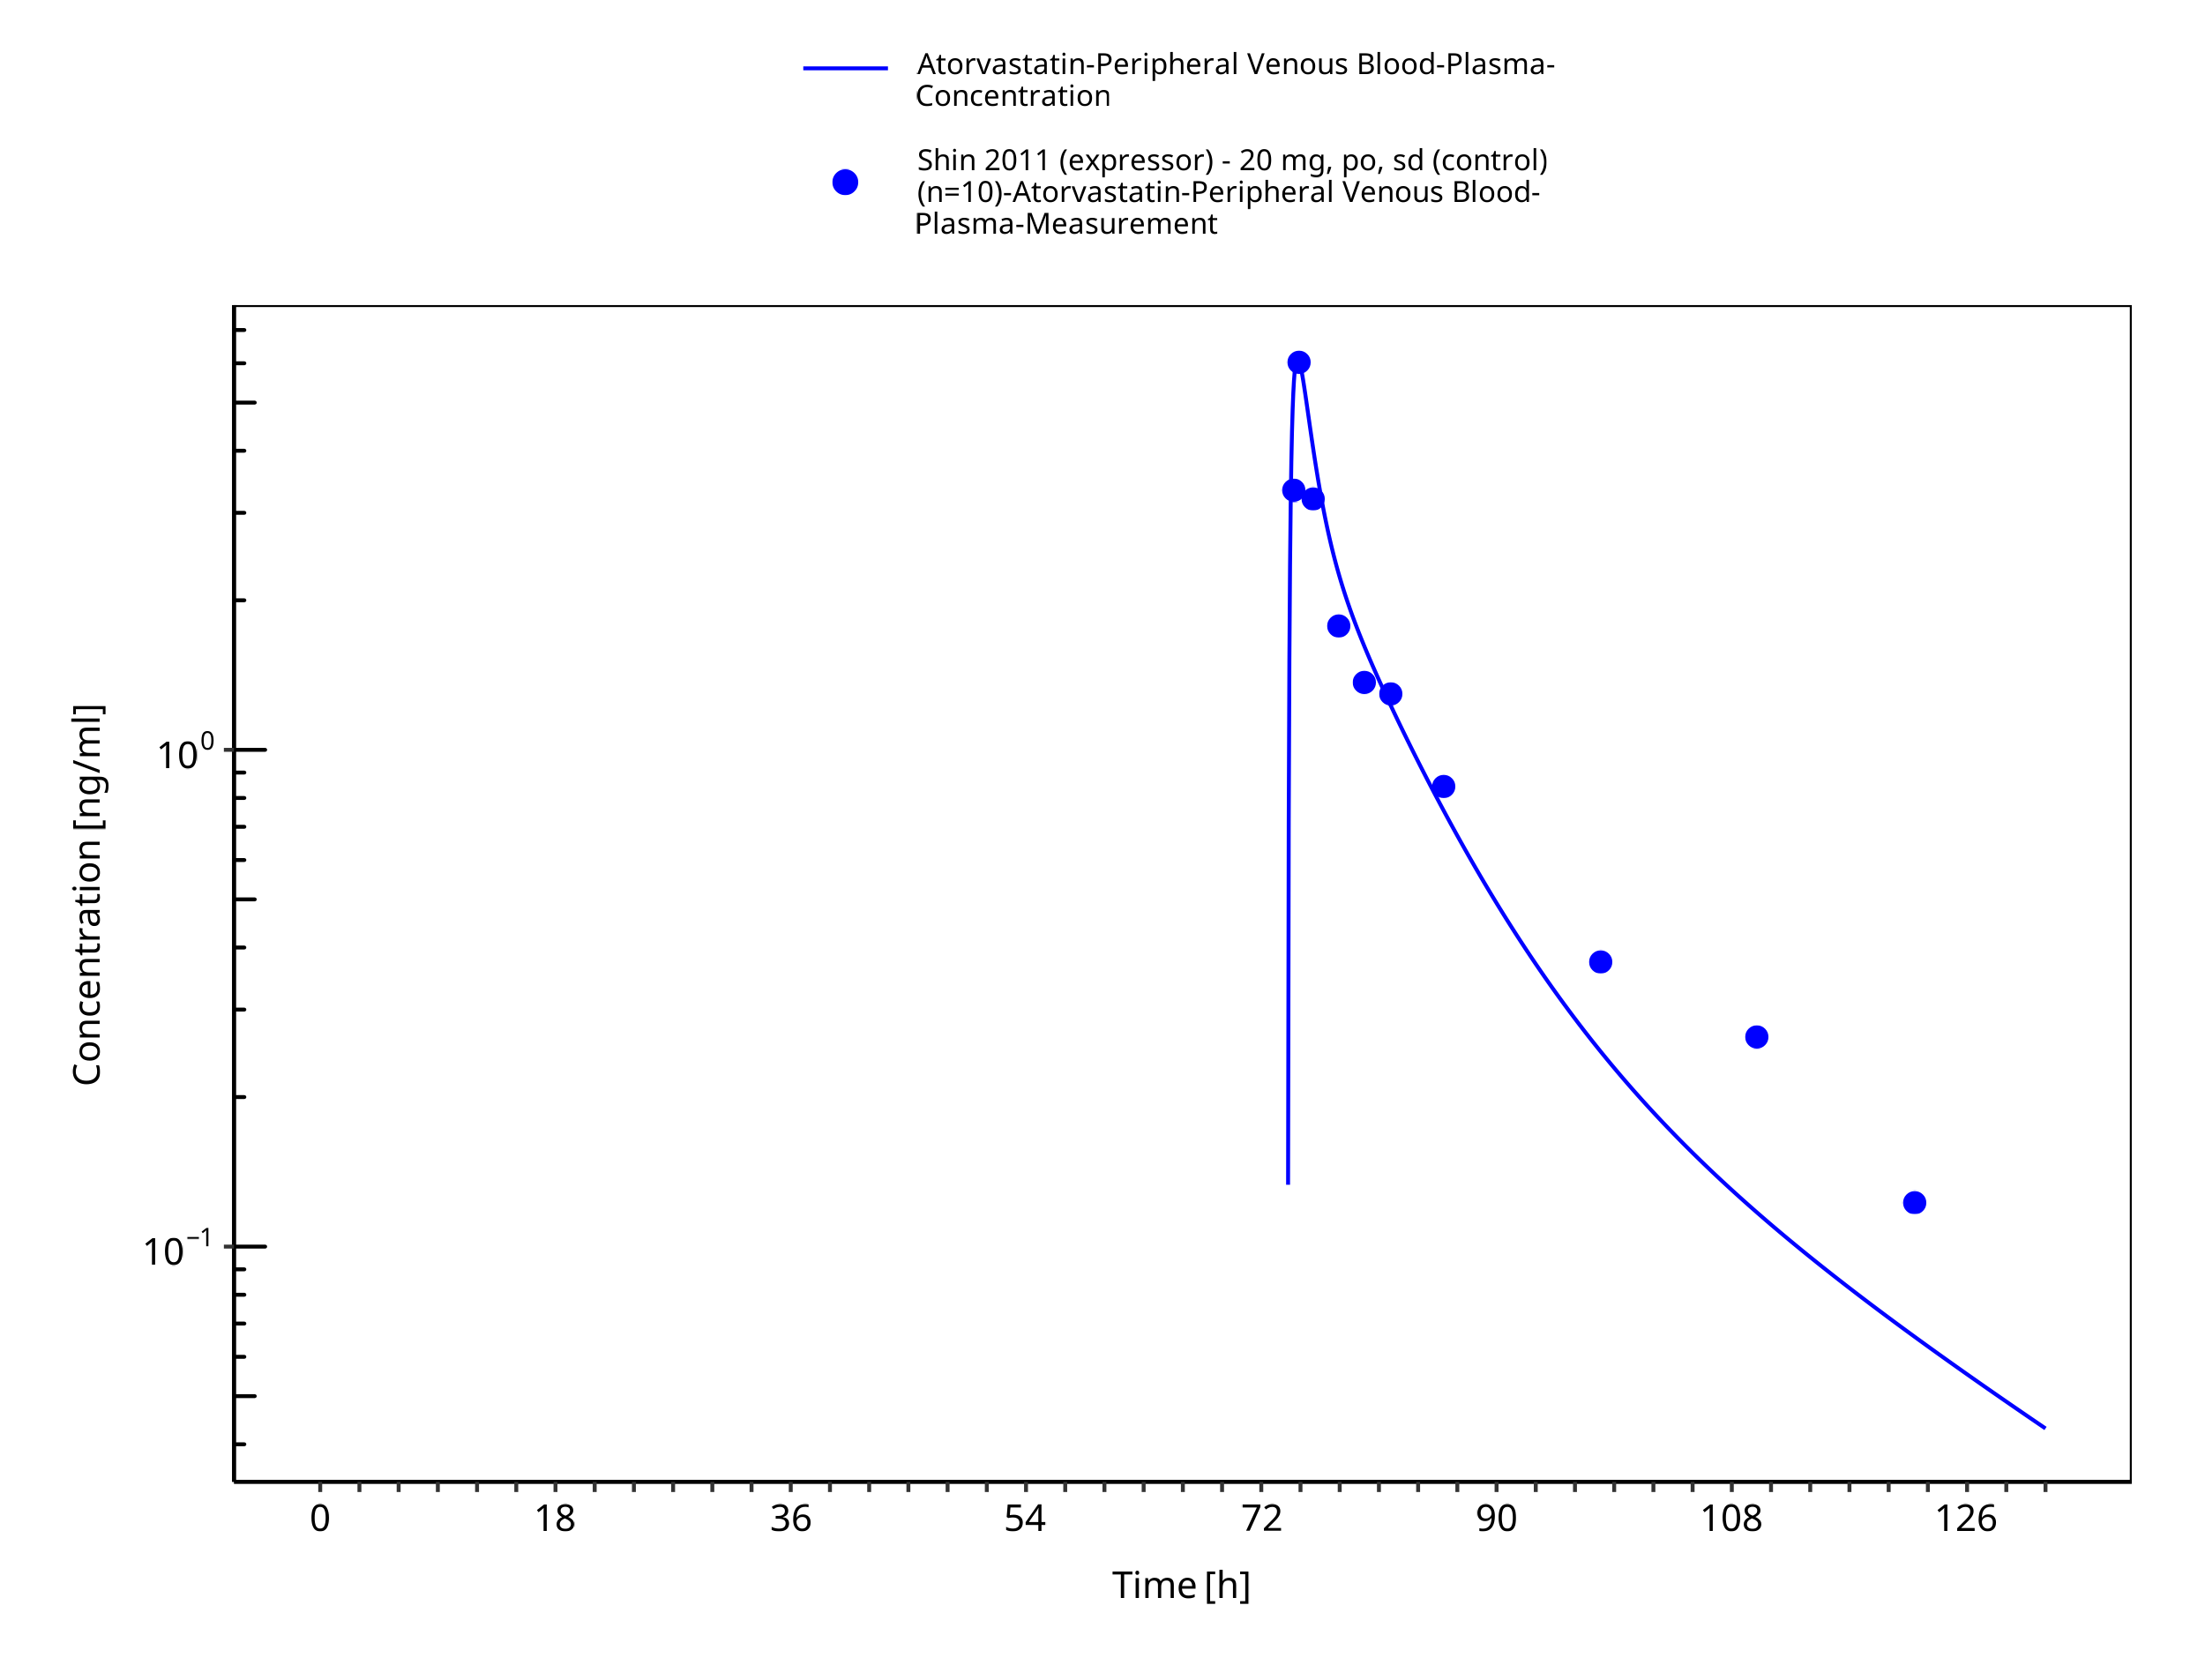 Atorvastatin-Peripheral Venous Blood-Plasma-
Concentration
Shin 2011 (expressor) - 20 mg, po, sd (control)
(n=10)-Atorvastatin-Peripheral Venous Blood-
Plasma-Measurement
Concentration [ng/ml]
10⁰
10⁻¹
0 18 36 54 72 90 108 126
Time [h]